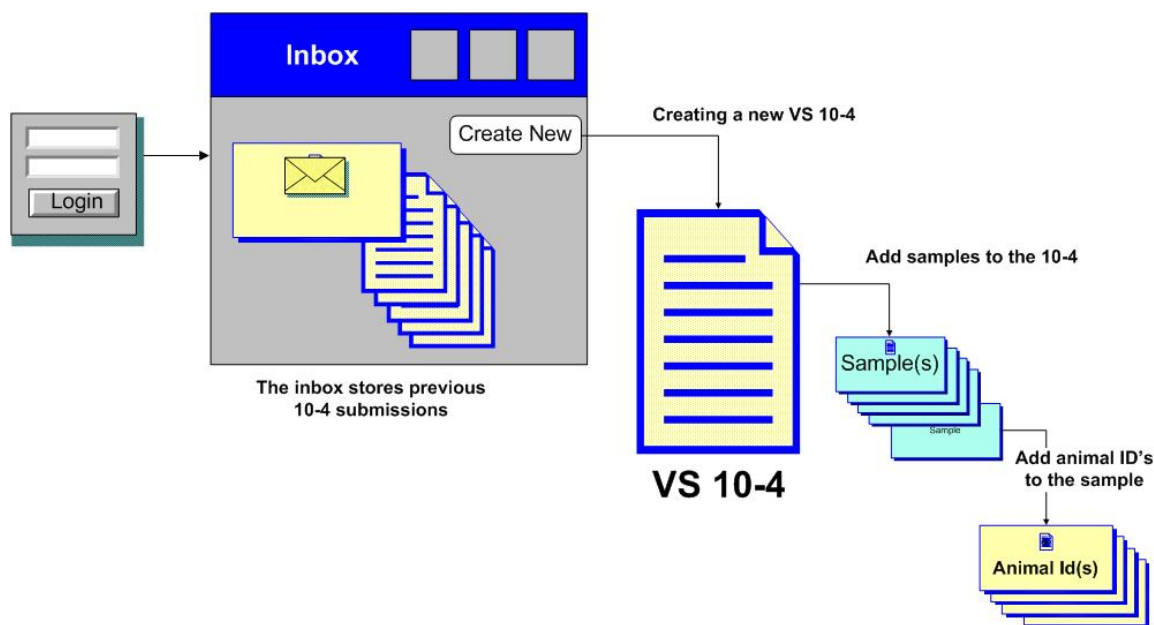 Inbox
Create New
Login
The inbox stores previous
10-4 submissions
Creating a new VS 10-4
VS 10-4
Add samples to the 10-4
Sample(s)
Sample
Add animal ID's
to the sample
Animal Id(s)